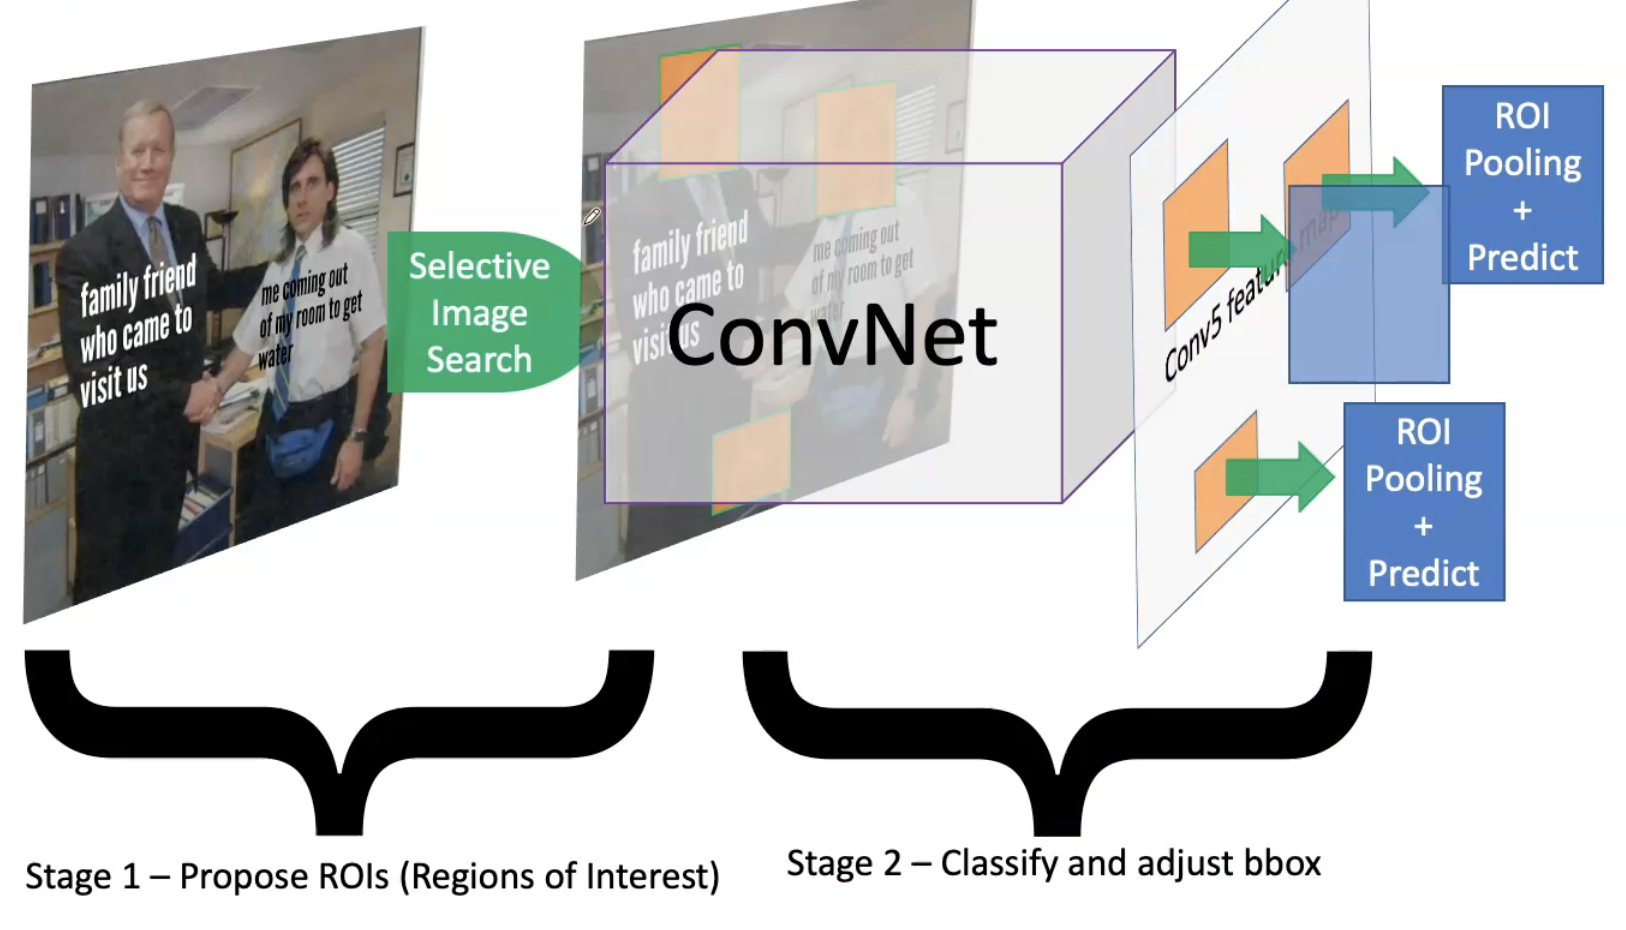 family friend
who came to
visit us
me coming out
of my room to get
water
Selective
Image
Search
family friend
who came to
visit us
me coming out
of my room to get
water
ConvNet
Conv5 feature map
ROI
Pooling
+
Predict
ROI
Pooling
+
Predict
Stage 1 – Propose ROIs (Regions of Interest)
Stage 2 – Classify and adjust bbox